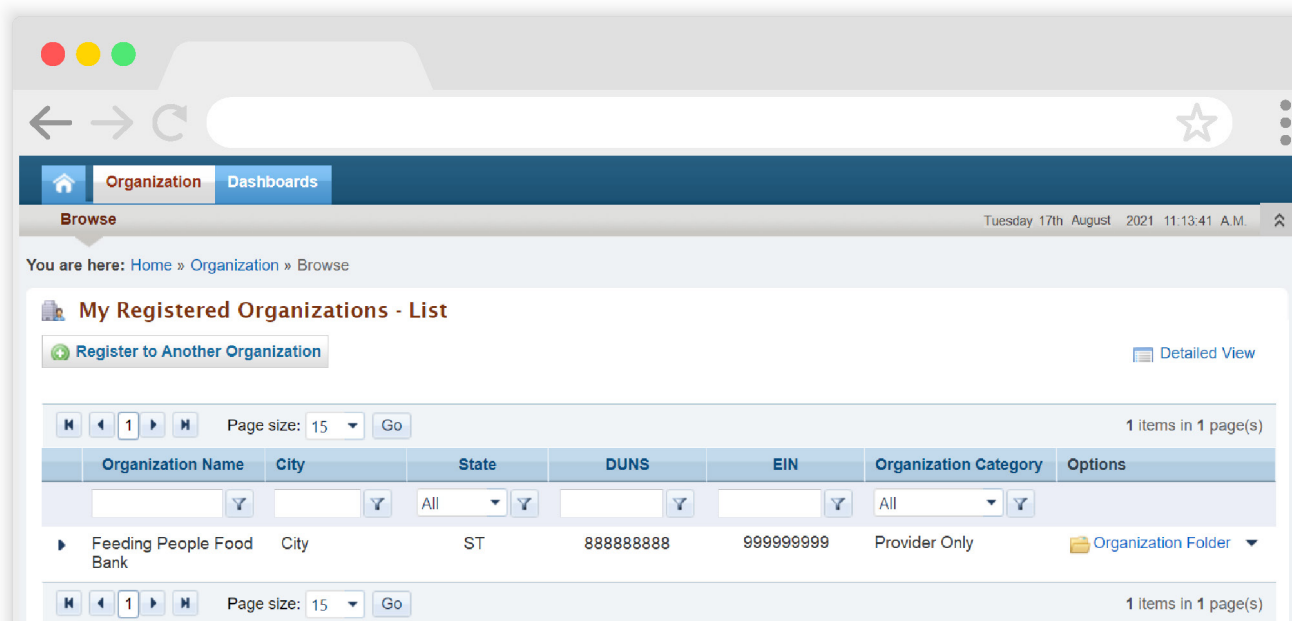 Organization Dashboards
Browse Tuesday 17th August 2021 11:13:41 A.M.
You are here: Home » Organization » Browse
My Registered Organizations - List
Register to Another Organization Detailed View
1 Page size: 15 Go 1 items in 1 page(s)
Organization Name City State DUNS EIN Organization Category Options
All All
Feeding People Food Bank City ST 888888888 999999999 Provider Only Organization Folder
1 Page size: 15 Go 1 items in 1 page(s)